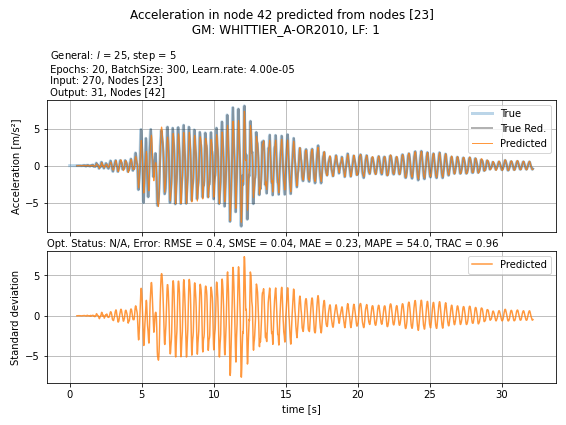 Acceleration in node 42 predicted from nodes [23]
GM: WHITTIER_A-OR2010, LF: 1
General: l = 25, step = 5
Epochs: 20, BatchSize: 300, Learn.rate: 4.00e-05
Input: 270, Nodes [23]
Output: 31, Nodes [42]
Acceleration [m/s²]
5
0
−5
True
True Red.
Predicted
Opt. Status: N/A, Error: RMSE = 0.4, SMSE = 0.04, MAE = 0.23, MAPE = 54.0, TRAC = 0.96
Standard deviation
5
0
−5
Predicted
0 5 10 15 20 25 30
time [s]